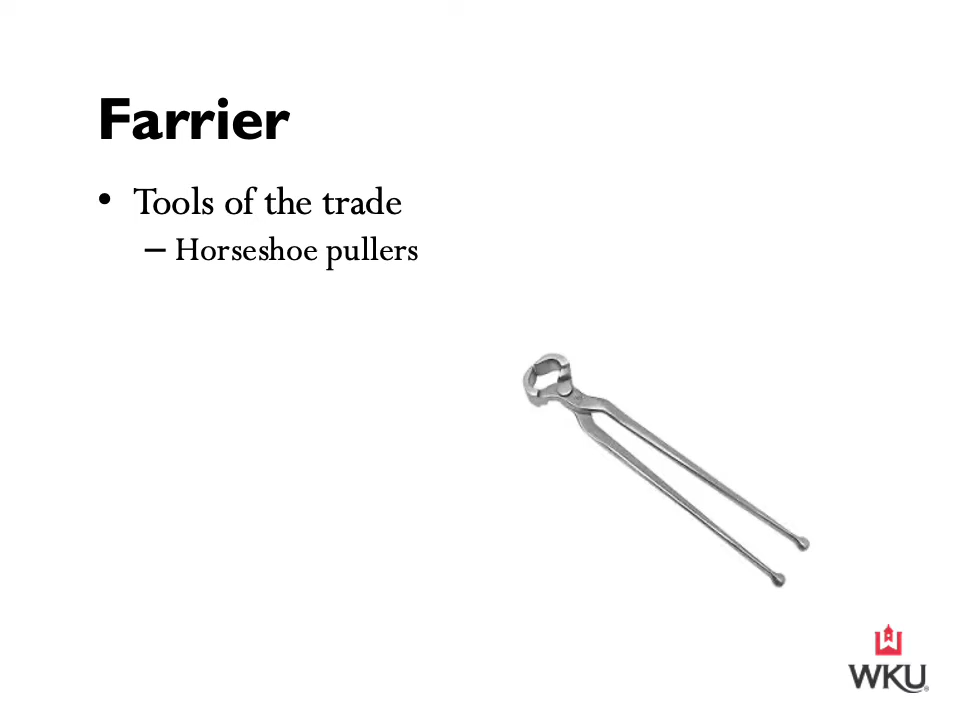 Farrier
• Tools of the trade
– Horseshoe pullers
WKU®